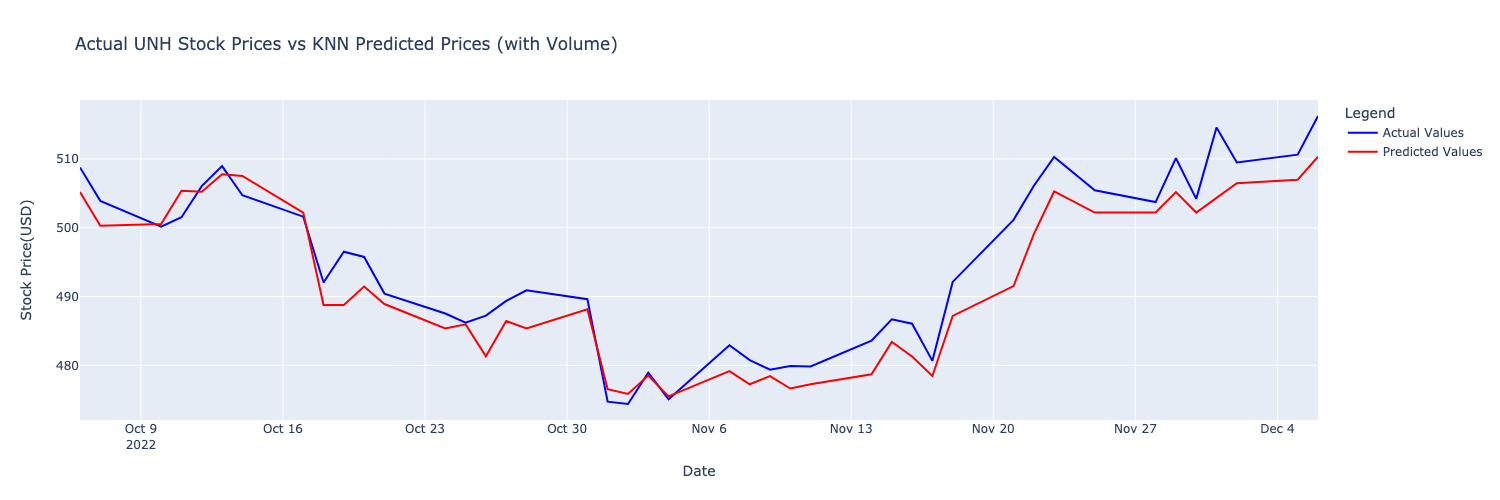 Actual UNH Stock Prices vs KNN Predicted Prices (with Volume)
Legend
Actual Values
Predicted Values
Stock Price(USD)
510
500
490
480
Oct 9 Oct 16 Oct 23 Oct 30 Nov 6 Nov 13 Nov 20 Nov 27 Dec 4
2022
Date